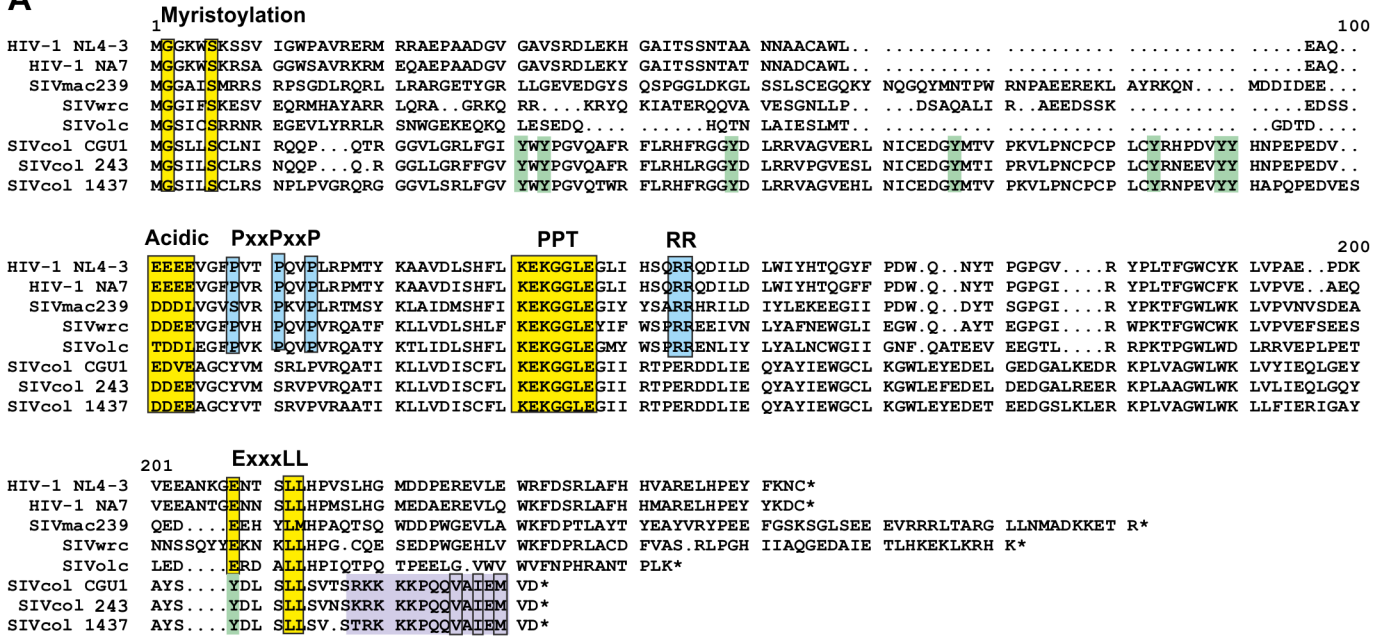 A
Myristoylation
1 100
HIV-1 NL4-3 MGGKWSKSSV IGWPAVRERM RRAEPAADGV GAVSRDLEKH GAITSSNTAA NNAACAWL.. .......... .......... .......... .....EAQ..
HIV-1 NA7 MGGKWSKRSA GGWSAVRKRM EQAEPAADGV GAVSRDLEKY GAITSSNTAT NNADCAWL.. .......... .......... .......... .....EAQ..
SIVmac239 MGGAISMRRS RPSGDLRQRL LRARGETYGR LLGEVEDGYS QSPGGLDKGL SSLSCEGQKY NQGQYMNTPW RNPAEEREKL AYRKQN.... MDDIDEE...
SIVwrc MGGIFSKESV EQRMHAYARR LQRA..GRKQ RR....KRYQ KIATERQQVA VESGNLLP.. ...DSAQALI R..AEEDSSK .......... .....EDSS.
SIVolc MGSICSRRNR EGEVLYRRLR SNWGEKEQKQ LESEDQ.... ......HQTN NLAIESLMT. .......... .......... .......... ..GDTD....
SIVcol CGU1 MGSLLSCLNI RQQP...QTR GGVLGRLFGI YWYPGVQAFR FLRHFRGGYD LRRVAGVESL NICEDGYMTV PKVLPNCPCP LCYRHPDVYY HNPEPEDV..
SIVcol 243 MGSILSCLRS NQQP...Q.R GGLLGRFFGV YWYPGVQAFR FLRHLRGGYD LRRVPGVERL NICEDGYMTI PRVLPNCPCP LCYRNEEVYY HNPEPEDV..
SIVcol 1437 MGSILSCLRS NPLPVGRQRG GGVLSRLFGV YWYPGVQTWR FLRHFRGGYD LRRVAGVEHL NICEDGYMTV PKVLPNCPCP LCYRNPEVYY HAPQPEDVES
Acidic PxxPxxP PPT RR
200
HIV-1 NL4-3 EEEEVGFPVT PQVPLRPMTY KAAVDLSHFL KEKGGLEGLI HSQRRQDILD LWIYHTQGYF PDW.Q..NYT PGPGV....R YPLTFGWCYK LVPAE..PDK
HIV-1 NA7 EEEEVGFPVR PQVPLRPMTY KAAVDISHFL KEKGGLEGLI HSQRRQDILD LWIYHTQGFF PDW.Q..NYT PGPGI....R YPLTFGWCFK LVPVE..AEQ
SIVmac239 DDDLVGVSVR PKVPLRTMSY KLAIDMSHFI KEKGGLEGIY YSARRHRILD IYLEKEEGII PDW.Q..DYT SGPGI....R YPKTFGWLWK LVPVNVSDEA
SIVwrc DDEEVGFPVH PQVPVRQATF KLLVDLSHLF KEKGGLEYIF WSPRREEIVN LYAFNEWGLI EGW.Q..AYT EGPGI....R WPKTFGWCWK LVPVEFSEES
SIVolc TDDLEGFPVK PQVPVRQATY KTLIDLSHFL KEKGGLEGMY WSPRRENLIY LYALNCWGII GNF.QATEEV EEGTL....R RPKTPGWLWD LRRVEPLPET
SIVcol CGU1 EDVEAGCYVM SRLPVRQATI KLLVDISCFL KEKGGLEGII RTPERDDLIE QYAYIEWGCL KGWLEYEDEL GEDGALKEDR KPLVAGWLWK LVYIEQLGEY
SIVcol 243 DDEEVGCYVM SRLPVRQATI KLLVDISCFL KEKGGLEGII RTPERDDLIE QYAYIEWGCL KGWLEFEDEL DEDGALREER KPLAAGWLWK LVLIEQLGQY
SIVcol 1437 DDEEAGCYVT SRVPVRAATI KLLVDISCFL KEKGGLEGII RTPERDDLIE QYAYIEWGCL KGWLEYEDET EEDGSLKLER KPLVAGWLWK LLFIERIGAY
ExxxLL
201
HIV-1 NL4-3 VEEANKGENT SLLHPVSLHG MDDPEREVLE WRFDSRLAFH HVARELHPEY FKNC*
HIV-1 NA7 VEEANTGENN SLLHPMSLHG MEDAEREVLQ WKFDSRLAFH HMARELHPEY YKDC*
SIVmac239 QED....EEH YLMHPAQTSQ WDDPWGEVLA WKFDPTLAYT YEAYVRYPEE FGSKSGLSEE EVRRRLTARG LLNMADKKET R*
SIVwrc NNSSQYYEKN KLLHPG.CQE SEDPWGEHLV WKFDPRLACD FVAS.RLPGH IIAQGEDAIE TLHKEKLKRH K*
SIVolc LED....ERD ALLHPIQTPQ TPEELG.VWV WVFNPHRANT PLK*
SIVcol CGU1 AYS....YDL SLLSVTSRKK KKPQQVAIEM VD*
SIVcol 243 AYS....YDL SLLSVNSKRK KKPQQVAIEM VD*
SIVcol 1437 AYS....YDL SLLSV.STRK KKPQQVAIEM VD*